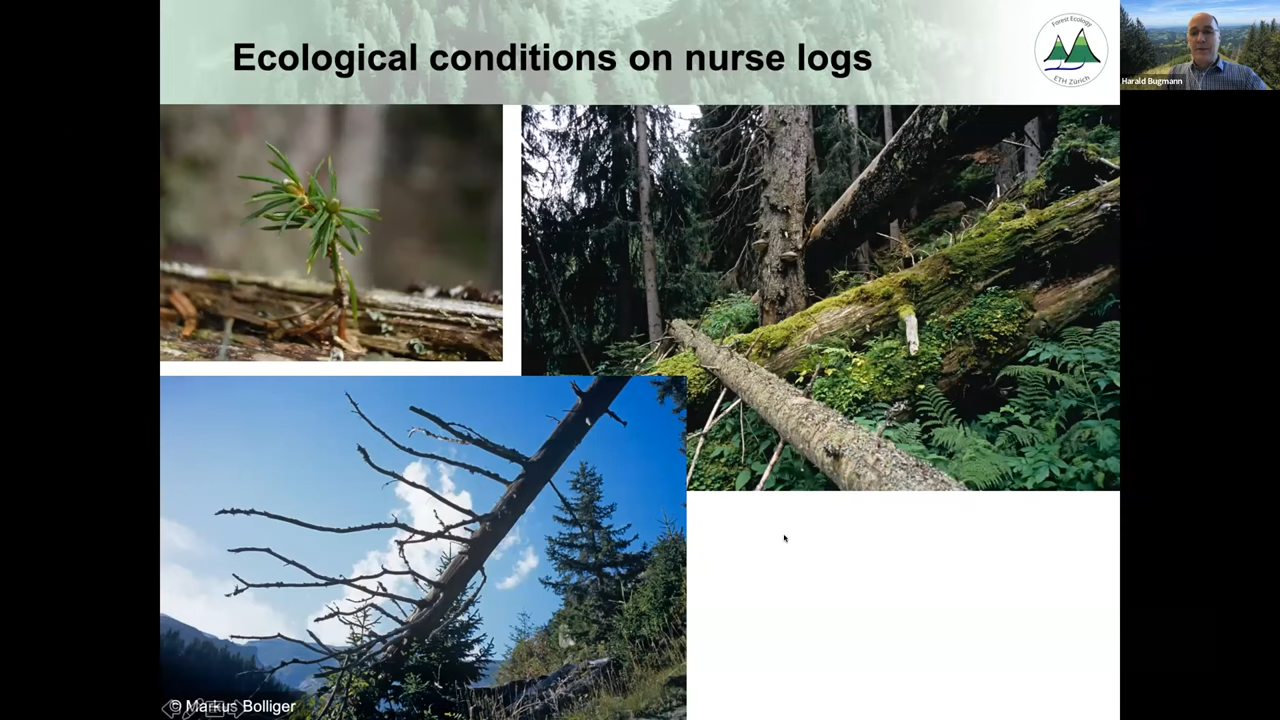 Ecological conditions on nurse logs
Forest Ecology
ETH Zürich
Harald Bugmann
© Markus Bolliger